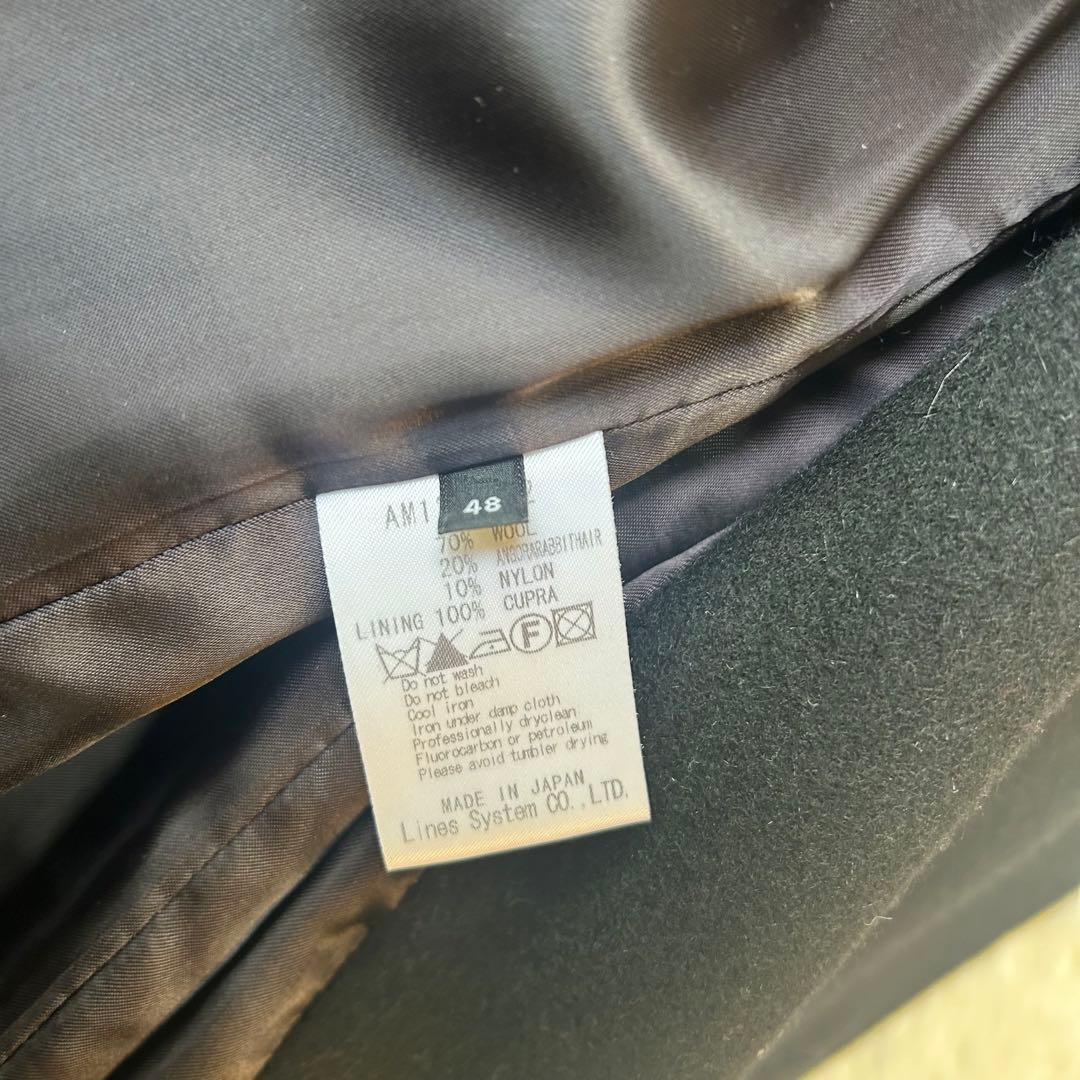 48
AM1
70% WOOL
20% ANGORARABBITHAIR
10% NYLON
LINING 100% CUPRA
F
Do not wash
Do not bleach
Cool iron
Iron under damp cloth
Professionally dryclean
Fluorocarbon or petroleum
Please avoid tumbler drying
MADE IN JAPAN
Lines System CO.,LTD.